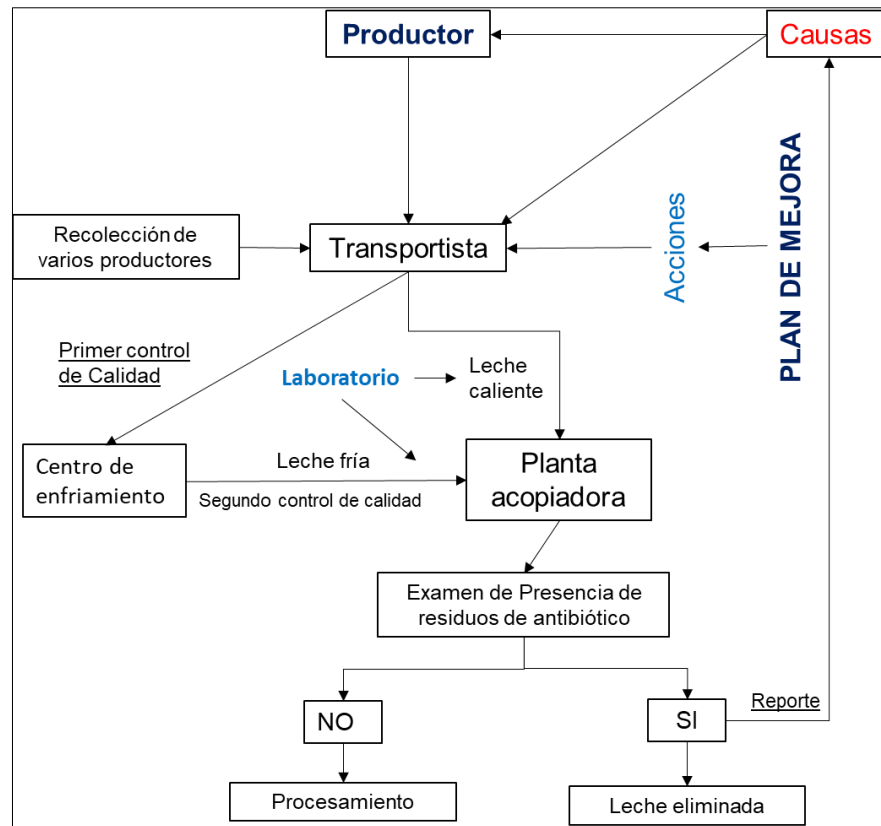 Productor
Causas
PLAN DE MEJORA
Acciones
Recolección de
varios productores
Transportista
Primer control
de Calidad
Laboratorio
Leche
caliente
Centro de
enfriamiento
Leche fría
Segundo control de calidad
Planta
acopiadora
Examen de Presencia de
residuos de antibiótico
NO
SI
Reporte
Procesamiento
Leche eliminada